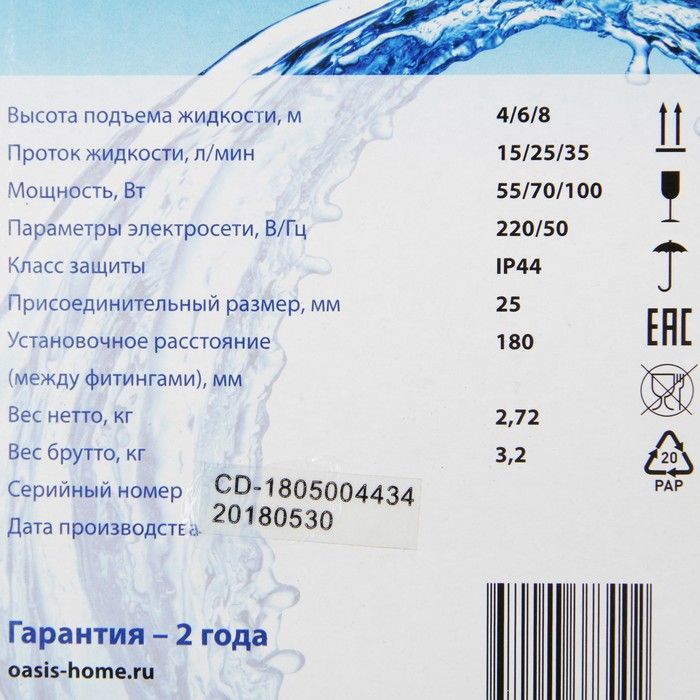 Высота подъема жидкости, м 4/6/8
Проток жидкости, л/мин 15/25/35
Мощность, Вт 55/70/100
Параметры электросети, В/Гц 220/50
Класс защиты IP44
Присоединительный размер, мм 25
Установочное расстояние 180
(между фитингами), мм
Вес нетто, кг 2,72
Вес брутто, кг 3,2
Серийный номер CD-1805004434
Дата производства 20180530
Гарантия – 2 года
oasis-home.ru
EAC
20
PAP